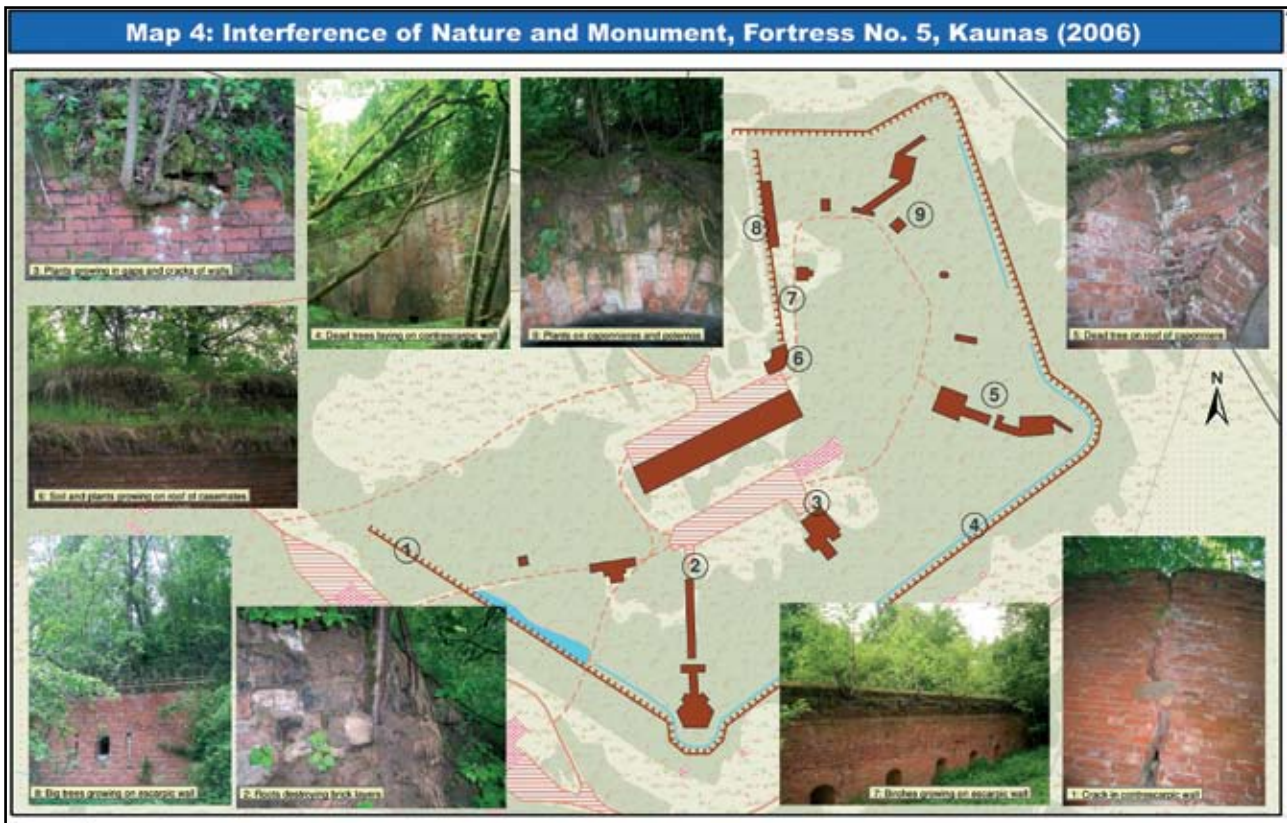 Map 4: Interference of Nature and Monument, Fortress No. 5, Kaunas (2006)
3: Plants growing in gaps and cracks of walls
4: Dead trees laying on contrescarpic wall
Plants on caponnieres and poternos
5: Dead tree on roof of caponniere
6: Soil and plants growing on roof of casemates
8: Big trees growing on escarpic wall
2: Roots destroying brick layers
7: Birches growing on escarpic wall
1: Crack in contrescarpic wall
N
8
9
7
6
5
3
4
1
2